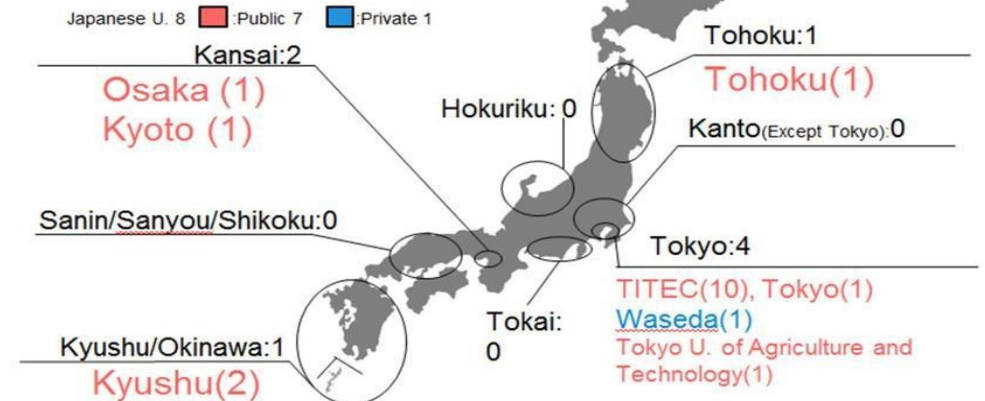 Japanese U. 8 :Public 7 :Private 1
Kansai:2
Osaka (1)
Kyoto (1)
Tohoku:1
Tohoku(1)
Hokuriku: 0
Kanto(Except Tokyo):0
Sanin/Sanyou/Shikoku:0
Tokyo:4
TITEC(10), Tokyo(1)
Waseda(1)
Tokyo U. of Agriculture and
Technology(1)
Tokai:
0
Kyushu/Okinawa:1
Kyushu(2)